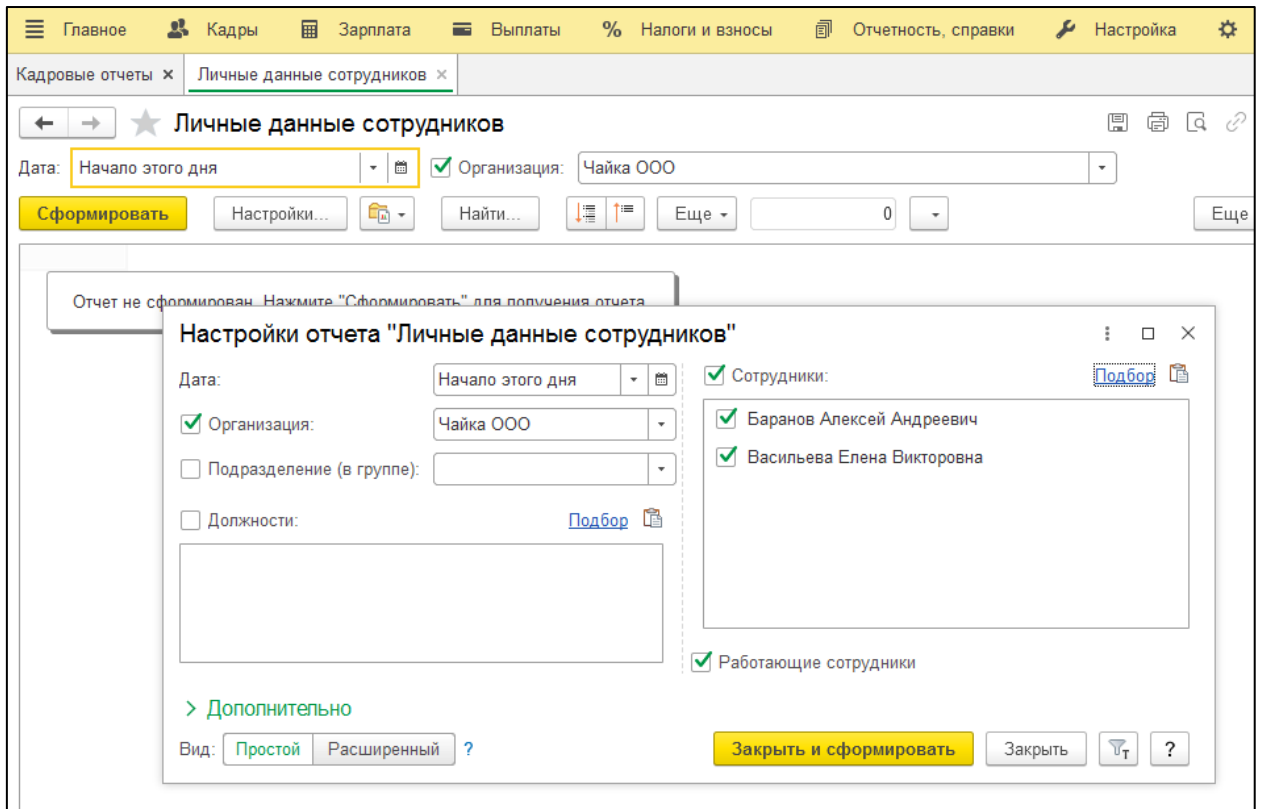 Главное Кадры Зарплата Выплаты % Налоги и взносы Отчетность, справки Настройка
Кадровые отчеты × Личные данные сотрудников ×
Личные данные сотрудников
Дата: Начало этого дня Организация: Чайка ООО
Сформировать Настройки... Найти... Еще 0 Еще
Отчет не сформирован. Нажмите "Сформировать" для получения отчета.
Настройки отчета "Личные данные сотрудников"
Дата: Начало этого дня Сотрудники: Подбор
Организация: Чайка ООО Баранов Алексей Андреевич
Подразделение (в группе): Васильева Елена Викторовна
Должности: Подбор
Работающие сотрудники
Дополнительно
Вид: Простой Расширенный ? Закрыть и сформировать Закрыть ?